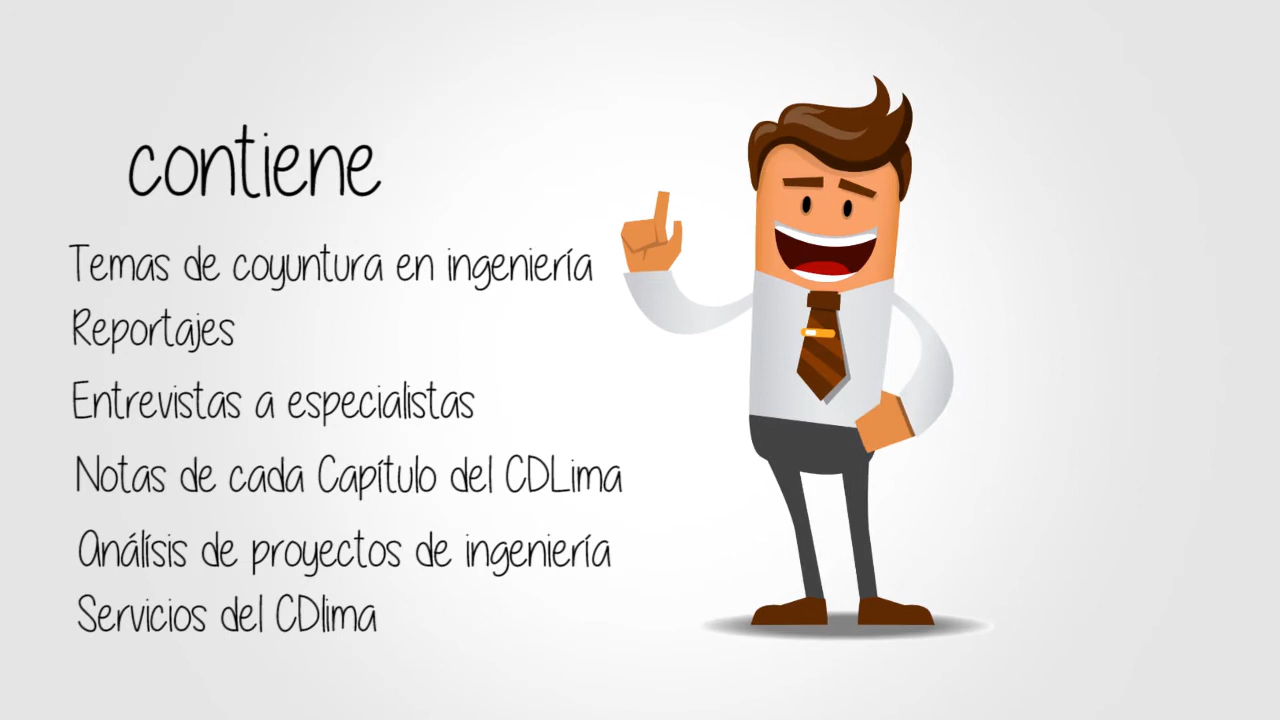 contiene
Temas de coyuntura en ingeniería
Reportajes
Entrevistas a especialistas
Notas de cada Capítulo del CDLima
Análísis de proyectos de ingeniería
Servicios del CDlima